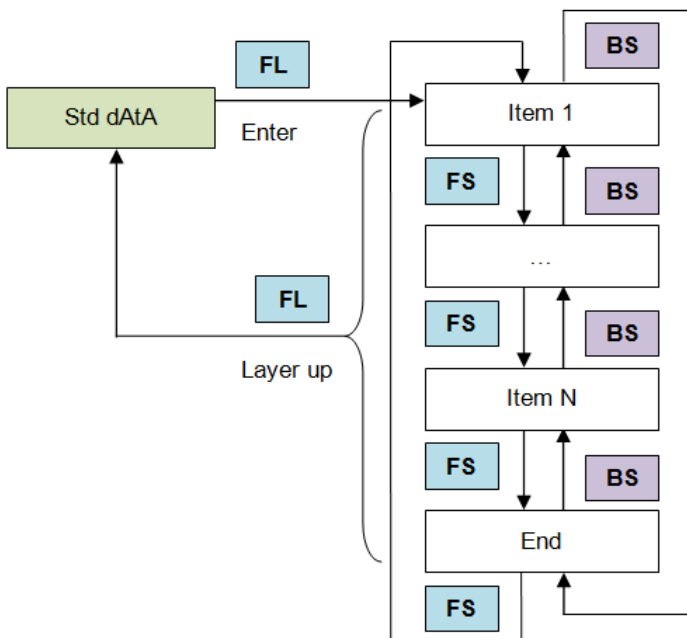 BS
FL
Std dAtA
Item 1
Enter
FS
BS
...
FL
FS
BS
Layer up
Item N
FS
BS
End
FS